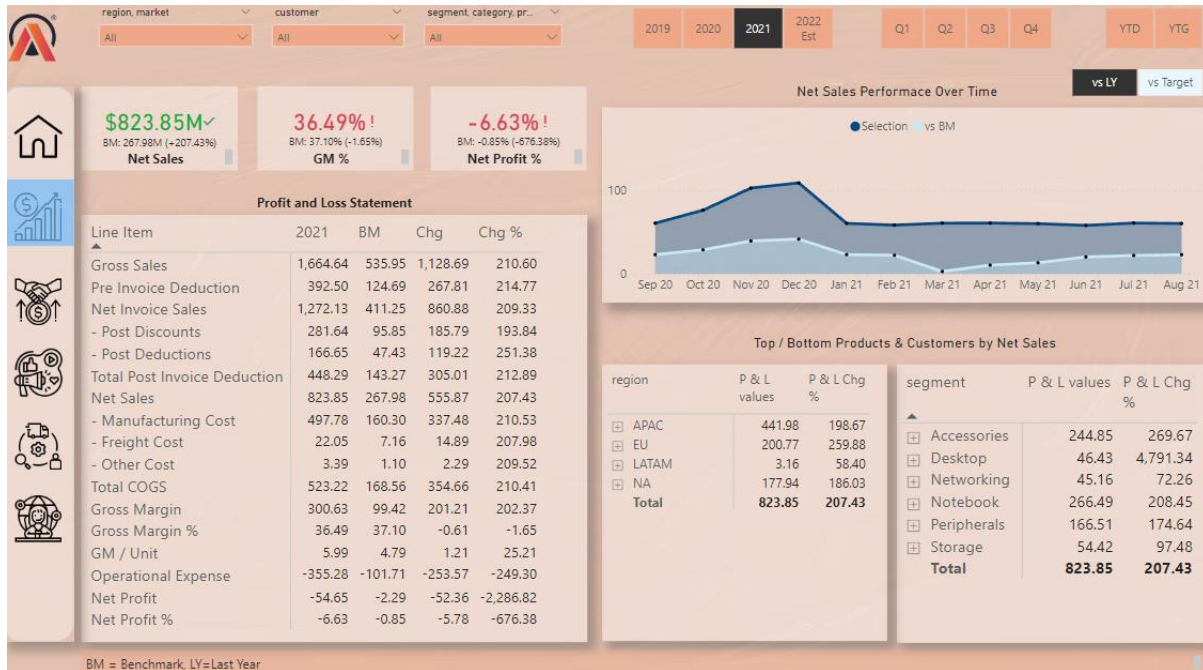 region, market
customer
segment, category, pr...
All
All
All
2019
2020
2021
2022
Est
Q1
Q2
Q3
Q4
YTD
YTG
vs LY
vs Target
$823.85M
BM: 267.98M (+207.43%)
Net Sales
36.49% !
BM: 37.10% (-1.65%)
GM %
-6.63% !
BM: -0.85% (-676.38%)
Net Profit %
Net Sales Performace Over Time
Selection vs BM
100
0
Sep 20 Oct 20 Nov 20 Dec 20 Jan 21 Feb 21 Mar 21 Apr 21 May 21 Jun 21 Jul 21 Aug 21
Profit and Loss Statement
Line Item 2021 BM Chg Chg %
Gross Sales 1,664.64 535.95 1,128.69 210.60
Pre Invoice Deduction 392.50 124.69 267.81 214.77
Net Invoice Sales 1,272.13 411.25 860.88 209.33
- Post Discounts 281.64 95.85 185.79 193.84
- Post Deductions 166.65 47.43 119.22 251.38
Total Post Invoice Deduction 448.29 143.27 305.01 212.89
Net Sales 823.85 267.98 555.87 207.43
- Manufacturing Cost 497.78 160.30 337.48 210.53
- Freight Cost 22.05 7.16 14.89 207.98
- Other Cost 3.39 1.10 2.29 209.52
Total COGS 523.22 168.56 354.66 210.41
Gross Margin 300.63 99.42 201.21 202.37
Gross Margin % 36.49 37.10 -0.61 -1.65
GM / Unit 5.99 4.79 1.21 25.21
Operational Expense -355.28 -101.71 -253.57 -249.30
Net Profit -54.65 -2.29 -52.36 -2,286.82
Net Profit % -6.63 -0.85 -5.78 -676.38
Top / Bottom Products & Customers by Net Sales
region P & L values P & L Chg %
APAC 441.98 198.67
EU 200.77 259.88
LATAM 3.16 58.40
NA 177.94 186.03
Total 823.85 207.43
segment P & L values P & L Chg %
Accessories 244.85 269.67
Desktop 46.43 4,791.34
Networking 45.16 72.26
Notebook 266.49 208.45
Peripherals 166.51 174.64
Storage 54.42 97.48
Total 823.85 207.43
BM = Benchmark, LY=Last Year